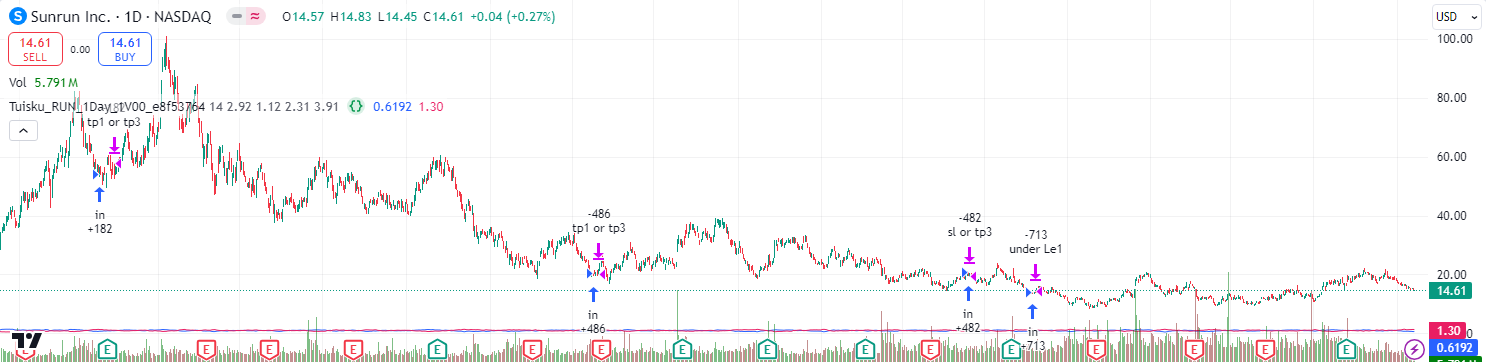 S Sunrun Inc. · 1D · NASDAQ
O14.57 H14.83 L14.45 C14.61 +0.04 (+0.27%)
USD
14.61
SELL
0.00
14.61
BUY
Vol 5.791M
Tuisku_RUN_1Day_1V00_e8f53764 14 2.92 1.12 2.31 3.91 {} 0.6192 1.30
-182
tp1 or tp3
in
+182
-486
tp1 or tp3
in
+486
-482
sl or tp3
in
+482
-713
under Le1
in
+713
100.00
80.00
60.00
40.00
20.00
14.61
1.30
0.6192
E E E E E E E E E E E E E E E E